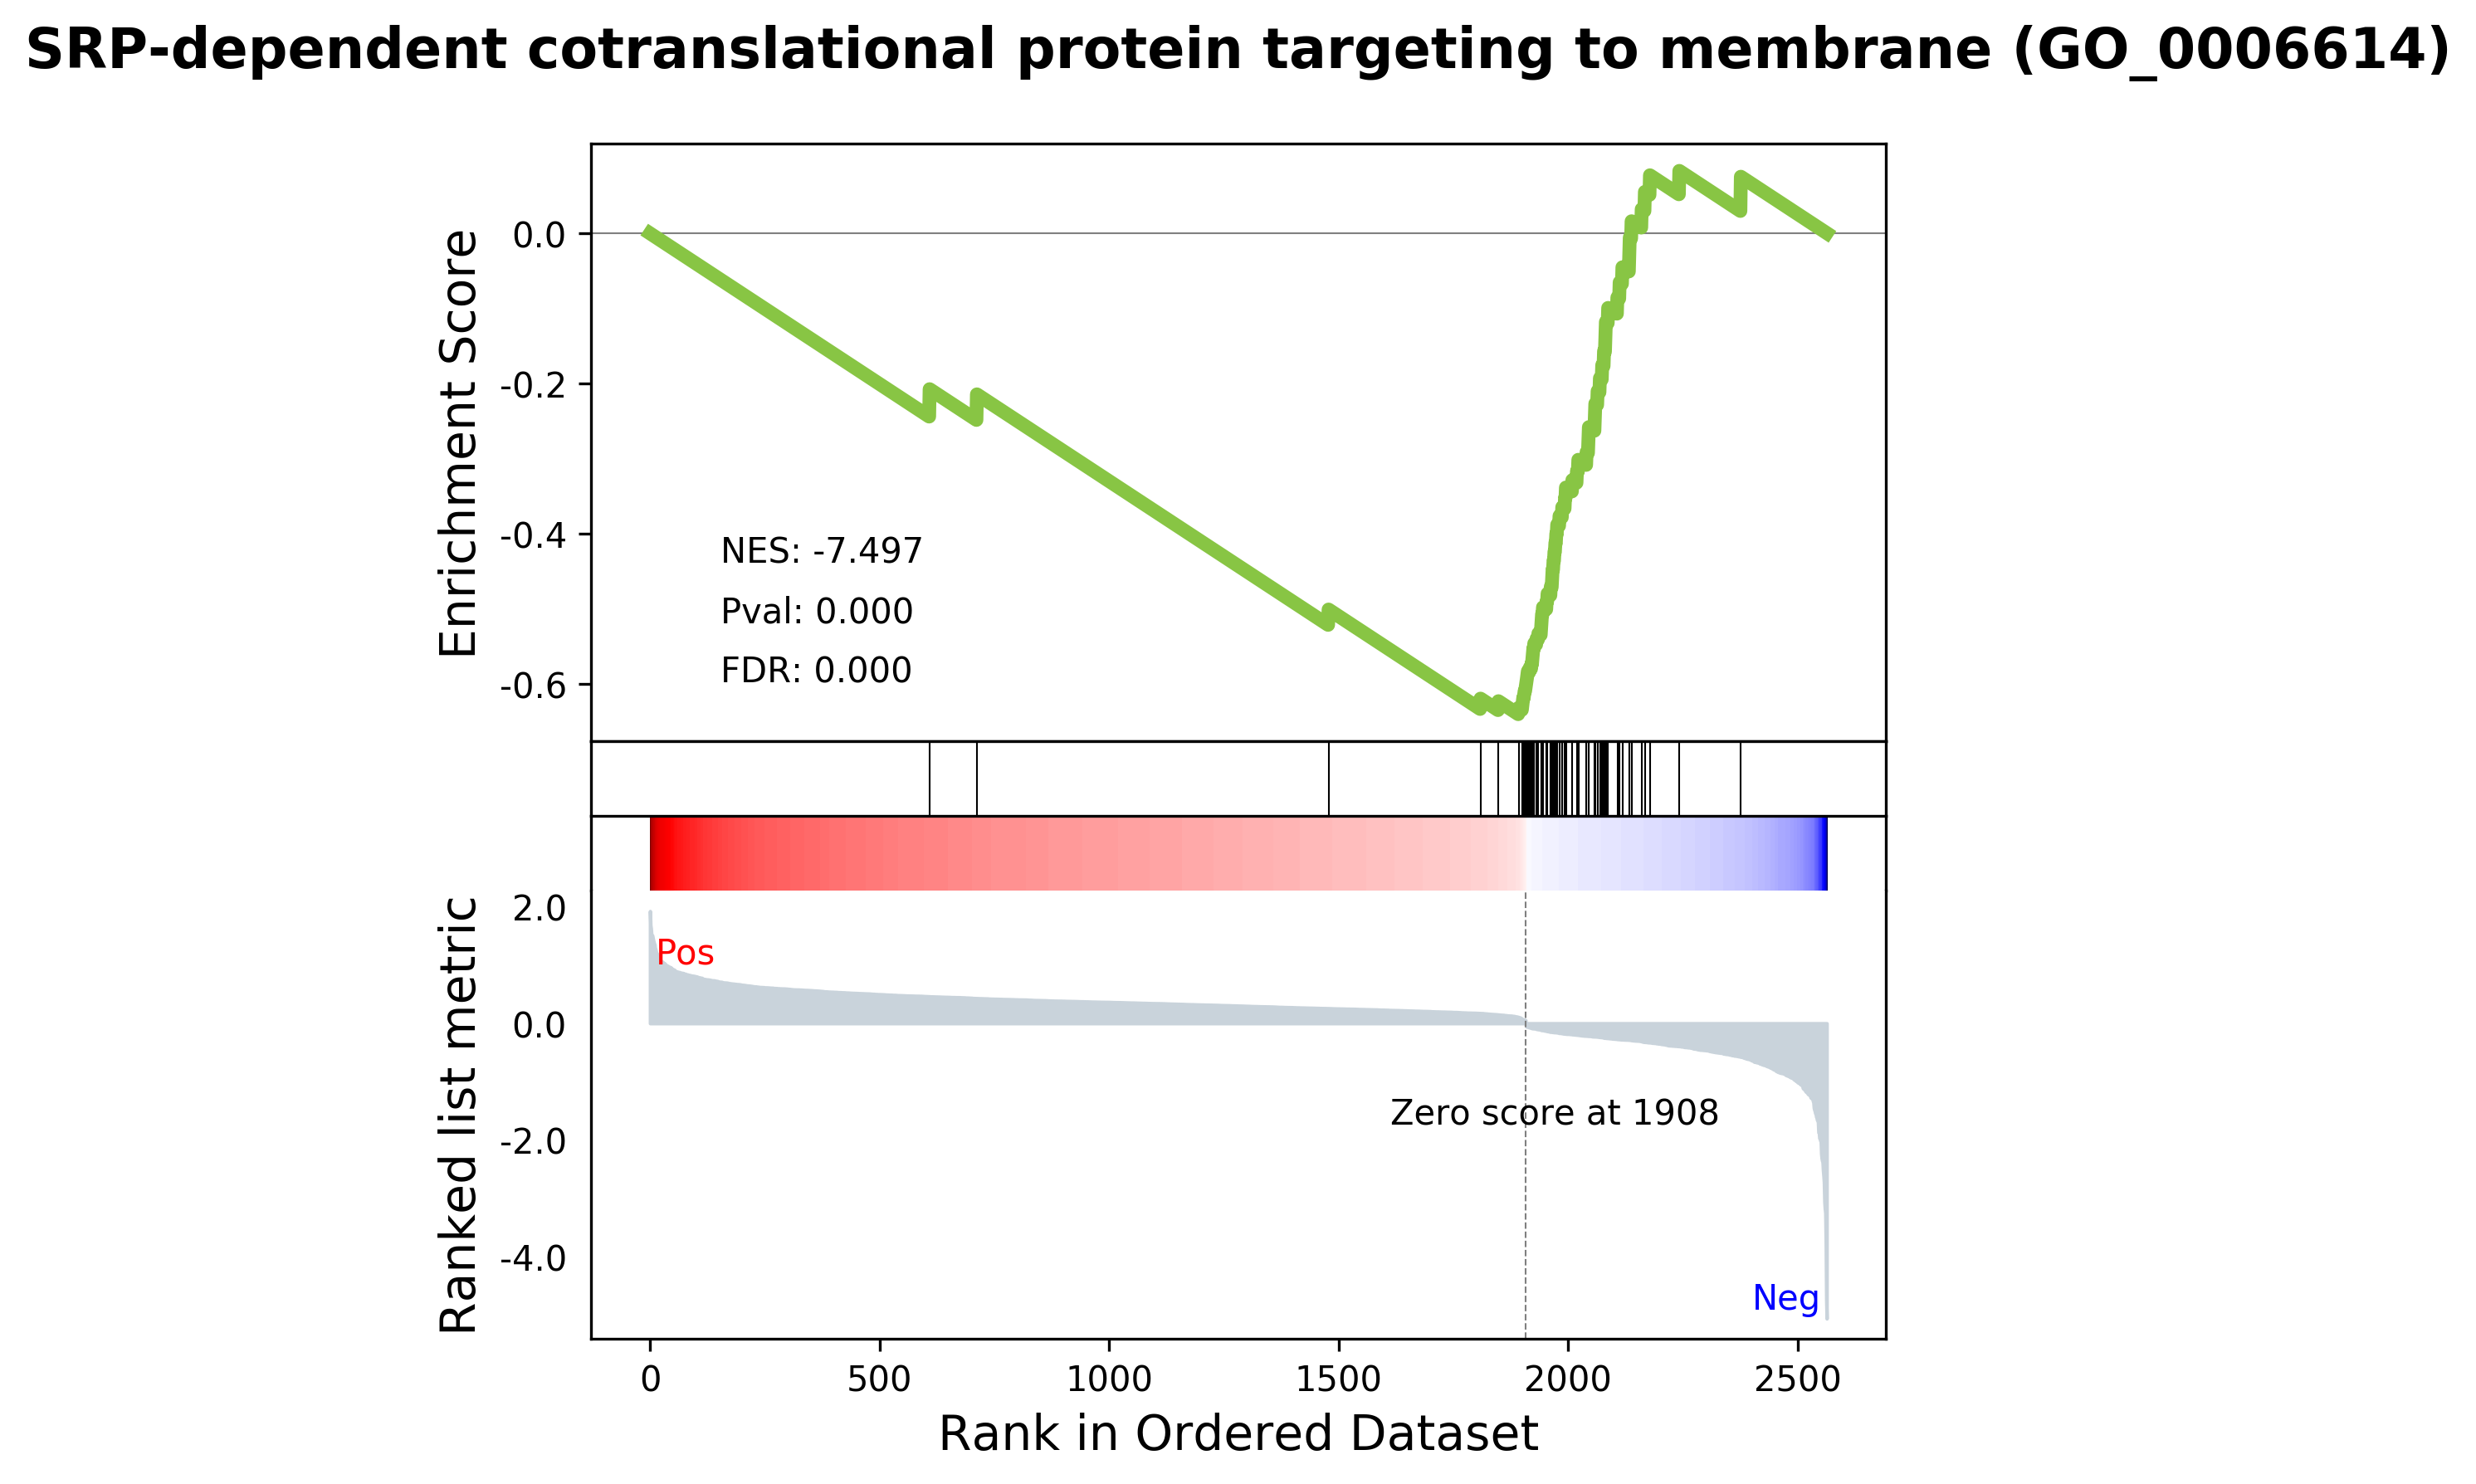 SRP-dependent cotranslational protein targeting to membrane (GO_0006614)
Enrichment Score
0.0
-0.2
-0.4
-0.6
NES: -7.497
Pval: 0.000
FDR: 0.000
Ranked list metric
2.0
0.0
-2.0
-4.0
Pos
Zero score at 1908
Neg
0 500 1000 1500 2000 2500
Rank in Ordered Dataset